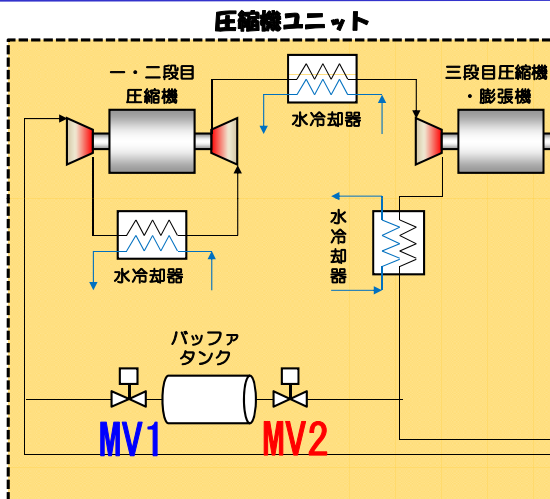 圧縮機ユニット
一・二段目
圧縮機
水冷却器
三段目圧縮機
・膨張機
水冷却器
水冷却器
バッファ
タンク
MV1
MV2